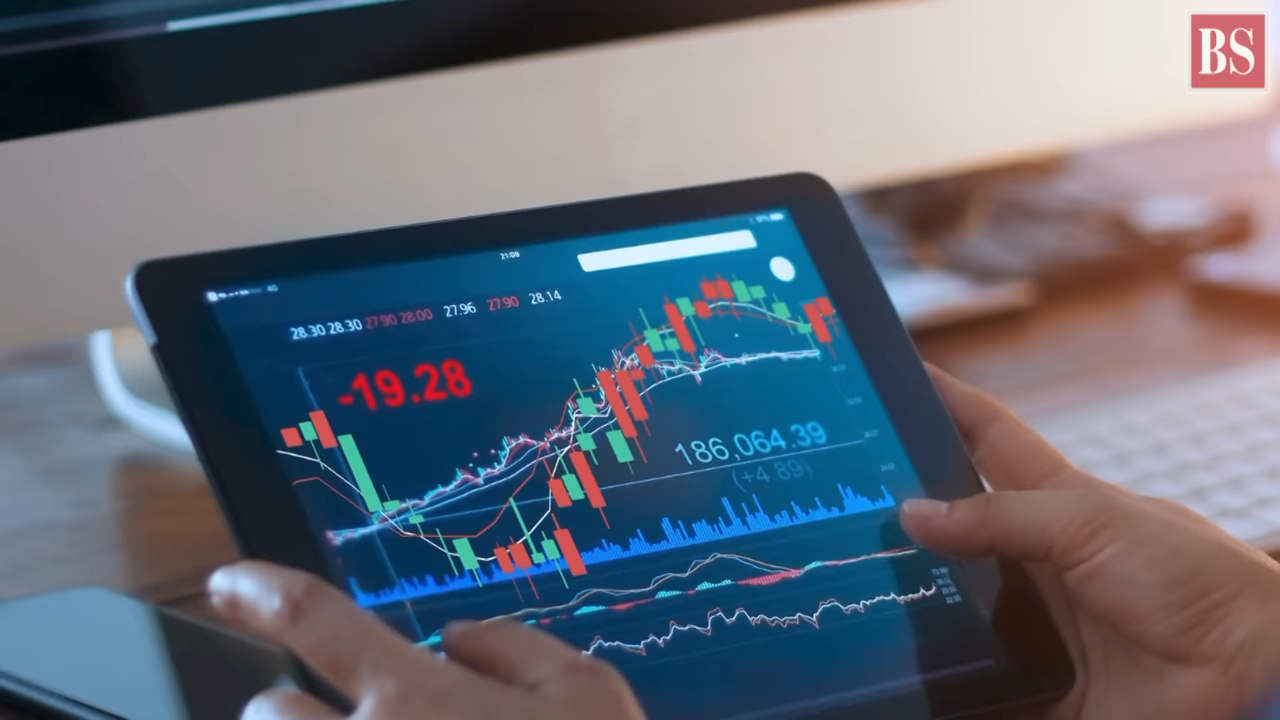 BS
21:09
4G
28.30 28.30 27.90 28.00 27.96 27.90 28.14
-19.28
186,064.39
(+4.89)